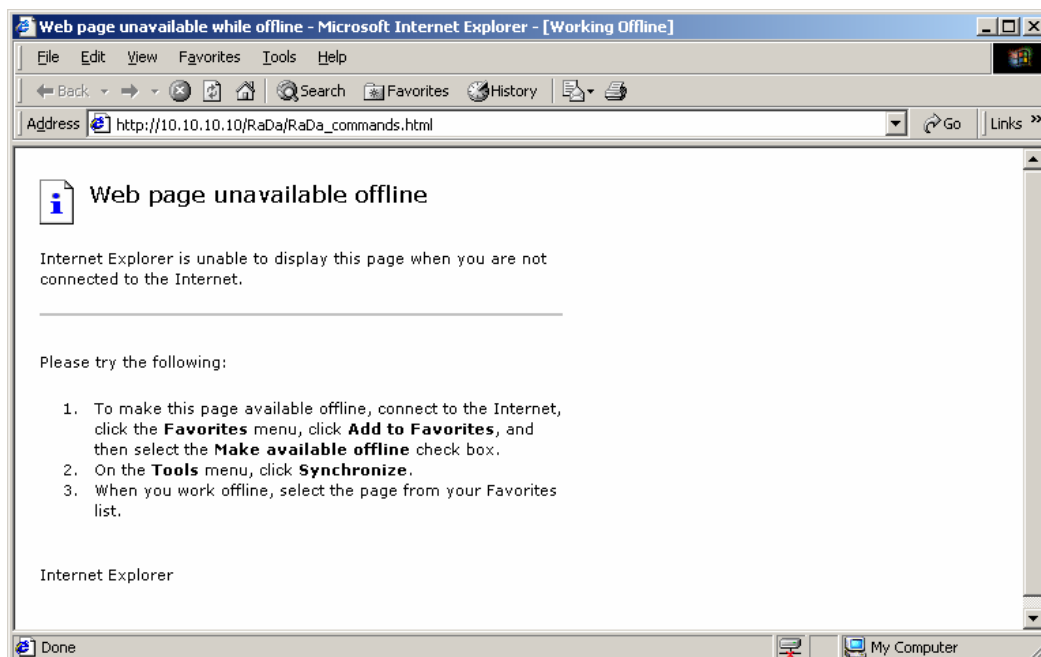 Web page unavailable while offline - Microsoft Internet Explorer - [Working Offline]
File Edit View Favorites Tools Help
Back Search Favorites History
Address http://10.10.10.10/RaDa/RaDa_commands.html Go Links »
Web page unavailable offline
Internet Explorer is unable to display this page when you are not
connected to the Internet.
Please try the following:
1. To make this page available offline, connect to the Internet,
click the Favorites menu, click Add to Favorites, and
then select the Make available offline check box.
2. On the Tools menu, click Synchronize.
3. When you work offline, select the page from your Favorites
list.
Internet Explorer
Done My Computer